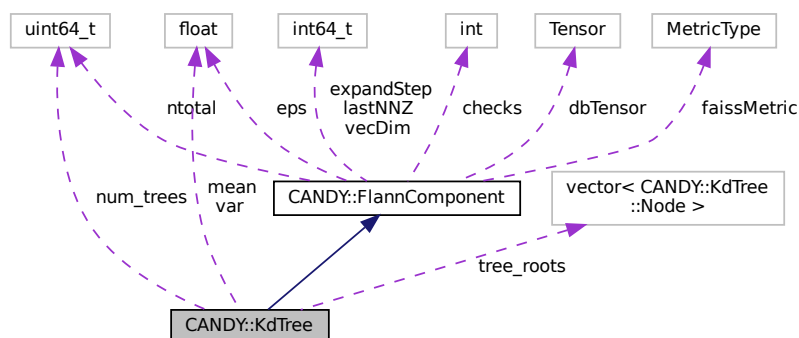 uint64_t
float
int64_t
int
Tensor
MetricType
ntotal
eps
expandStep
lastNNZ
vecDim
checks
dbTensor
faissMetric
num_trees
mean
var
CANDY::FlannComponent
vector< CANDY::KdTree
::Node >
tree_roots
CANDY::KdTree